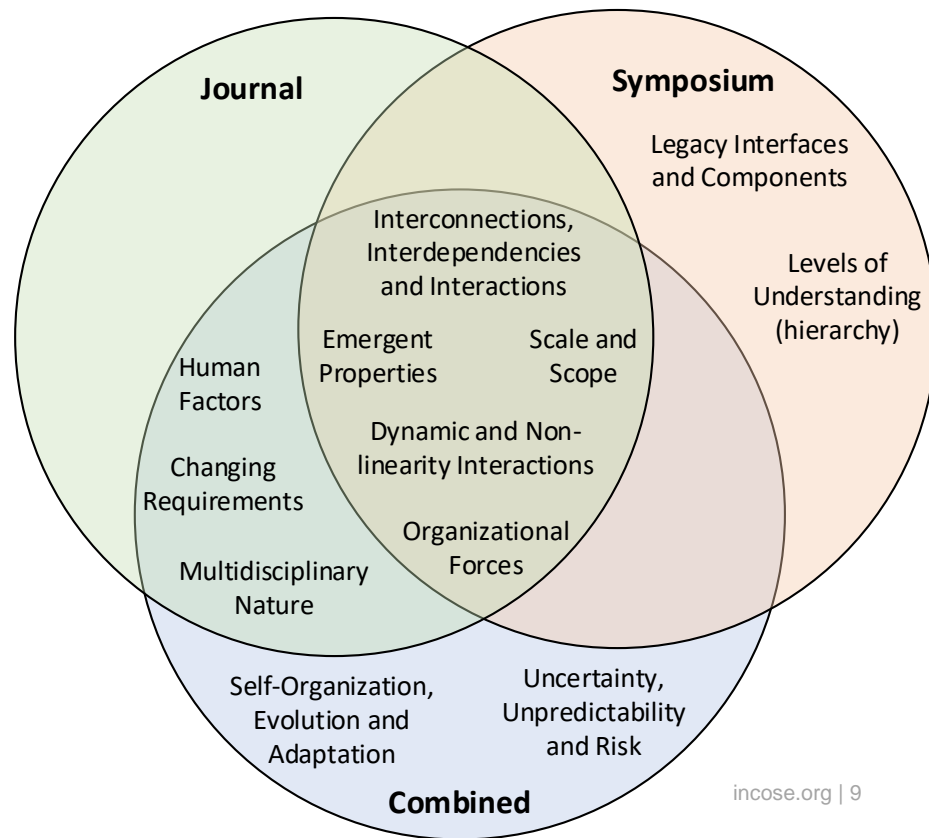 Journal
Symposium
Legacy Interfaces
and Components
Interconnections,
Interdependencies
and Interactions
Levels of
Understanding
(hierarchy)
Emergent
Properties
Scale and
Scope
Human
Factors
Dynamic and Non-
linearity Interactions
Changing
Requirements
Organizational
Forces
Multidisciplinary
Nature
Self-Organization,
Evolution and
Adaptation
Uncertainty,
Unpredictability
and Risk
Combined
incose.org | 9